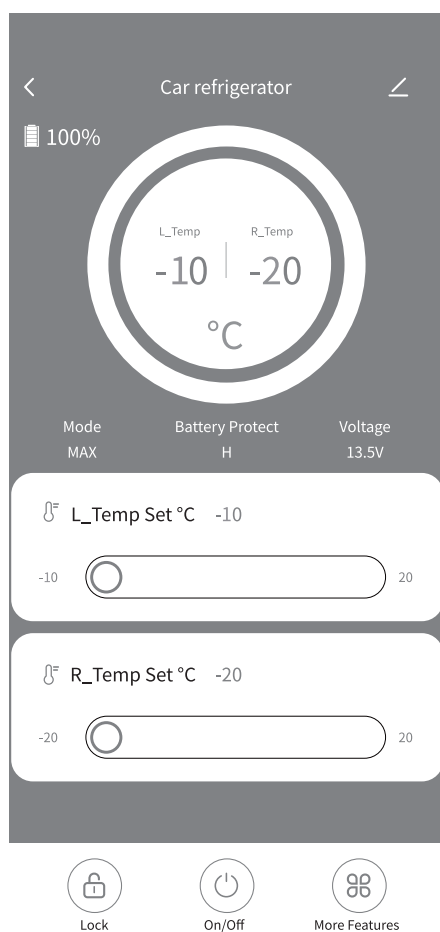 Car refrigerator
100%
L_Temp R_Temp
-10 -20
°C
Mode Battery Protect Voltage
MAX H 13.5V
L_Temp Set °C -10
-10 20
R_Temp Set °C -20
-20 20
Lock On/Off More Features